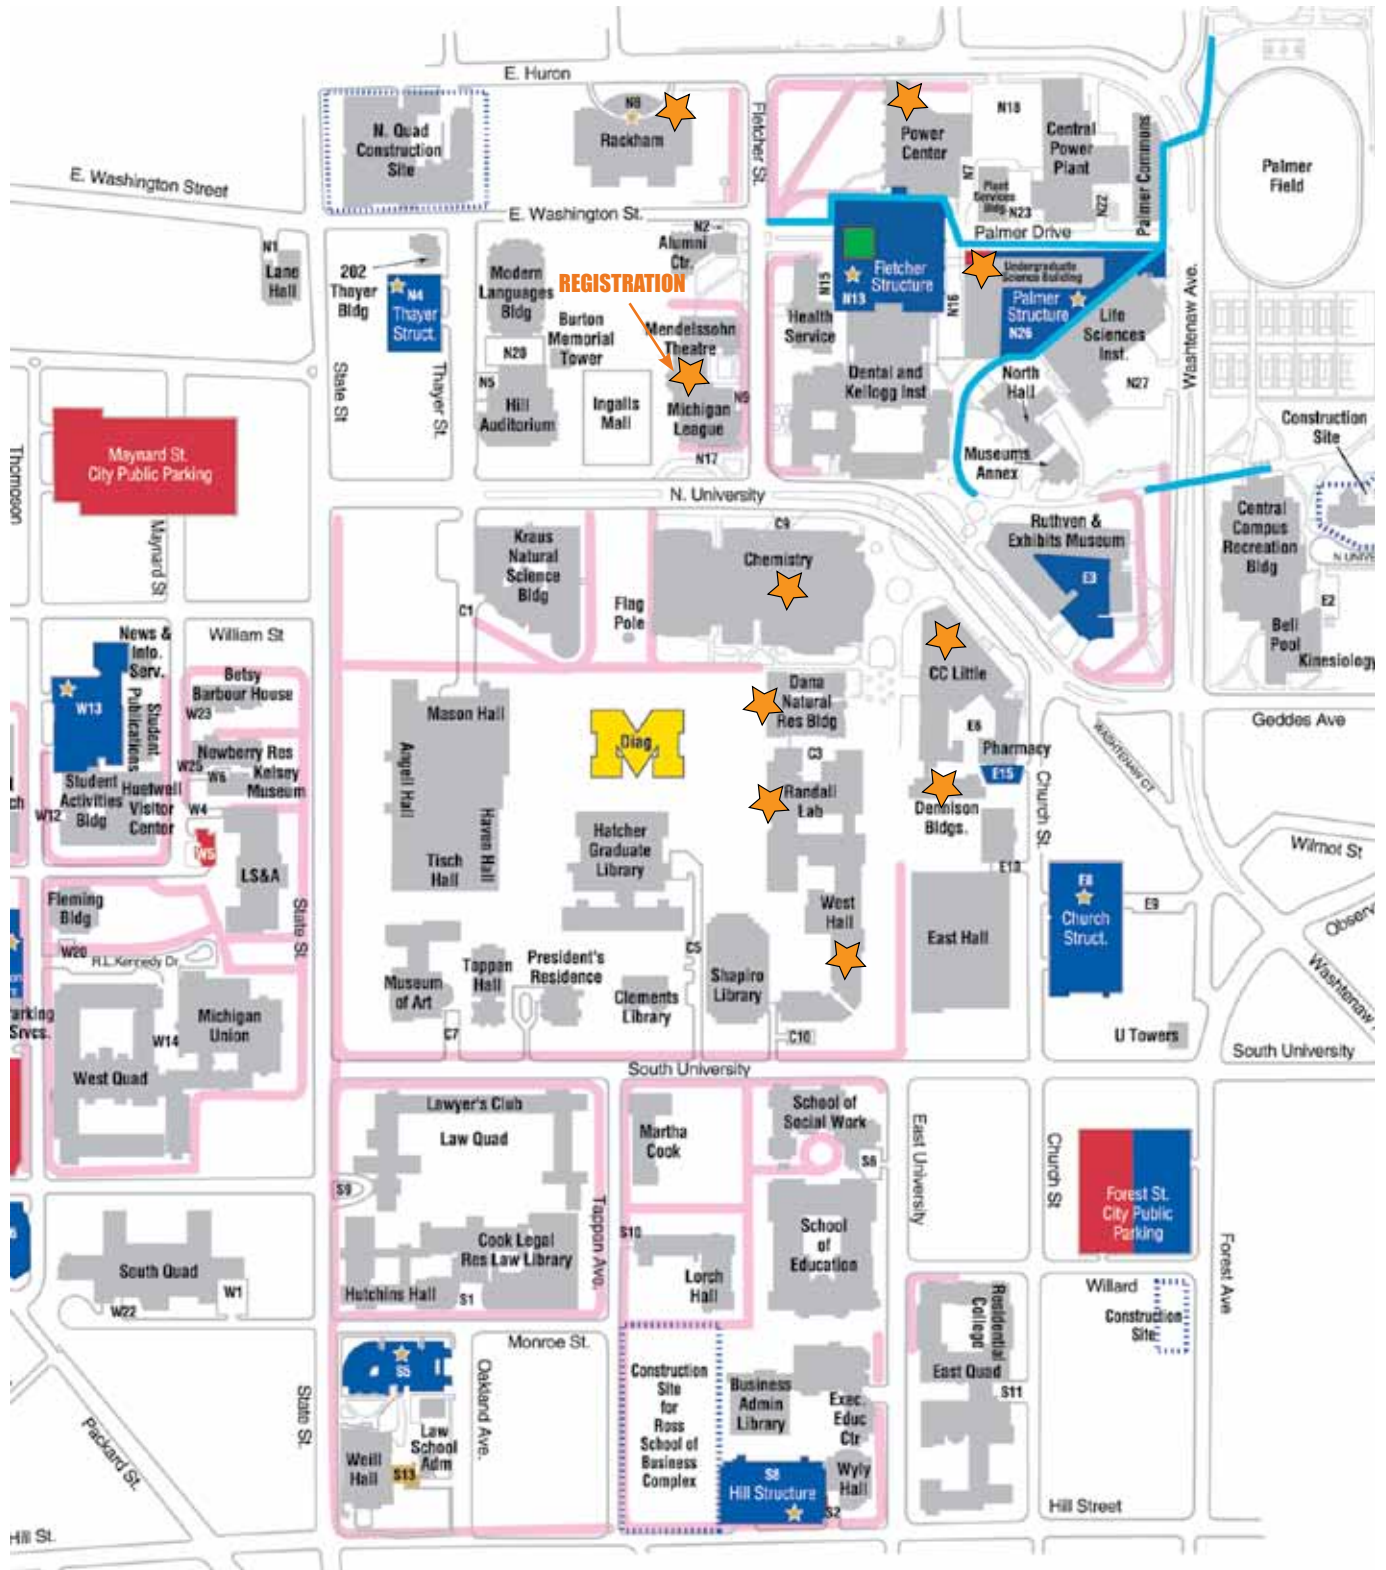 E. Huron
N8
Rackham
N. Quad
Construction
Site
Fletcher St.
Power
Center
N18
Central
Power
Plant
Palmer Commons
Palmer
Field
N7
Plant
Services
Bldg
N23
N22
Palmer Drive
E. Washington Street
E. Washington St.
N1
Lane
Hall
202
Thayer
Bldg
N4
Thayer
Struct.
Modern
Languages
Bldg
REGISTRATION
N2
Alumni
Ctr.
Burton
Memorial
Tower
Mendelssohn
Theatre
N20
N5
Hill
Auditorium
Ingalls
Mall
Michigan
League
N9
N17
N15
N13
Fletcher
Structure
Health
Service
N16
Undergraduate
Science Building
Palmer
Structure
N26
Life
Sciences
Inst.
Dental and
Kellogg Inst
North
Hall
N27
Museums
Annex
Washtenaw Ave.
Construction
Site
State St
Thayer St.
Maynard St.
City Public Parking
Maynard St
N. University
Kraus
Natural
Science
Bldg
C1
Flag
Pole
C9
Chemistry
Ruthven &
Exhibits Museum
Central
Campus
Recreation
Bldg
E2
Bell
Pool
Kinesiology
News &
Info.
Serv.
William St
Betsy
Barbour House
W23
W13
Student
Publications
Newberry Res
W25
W6
Kelsey
Museum
Student
Activities
Bldg
Huetwell
Visitor
Center
W12
W4
W5
LS&A
Mason Hall
Angell Hall
Haven Hall
Tisch
Hall
Diag
Dana
Natural
Res Bldg
C3
Randall
Lab
CC Little
E6
Pharmacy
E15
Dennison
Bldgs.
Church St.
WASHTENAW CT
Geddes Ave
Wilmot St
Hatcher
Graduate
Library
West
Hall
E10
East Hall
E8
Church
Struct.
E9
Washtenaw
Fleming
Bldg
W20
R.L.Kennedy Dr
State St.
Museum
of Art
C7
Tappan
Hall
President's
Residence
Clements
Library
C5
Shapiro
Library
C10
U Towers
South University
Michigan
Union
W14
West Quad
South University
Lawyer's Club
Law Quad
S9
Martha
Cook
School of
Social Work
S6
East University
Church St
Forest St.
City Public
Parking
Tappan Ave.
S10
School
of
Education
Cook Legal
Res Law Library
Hutchins Hall
S1
Lorch
Hall
South Quad
W1
W22
Forest Ave
Willard
Construction
Site
Residential
College
East Quad
S11
Monroe St.
S5
Oakland Ave.
Law
School
Adm
Weill
Hall
S13
State St.
Packard St.
Construction
Site
for
Ross
School of
Business
Complex
Business
Admin
Library
Exec.
Educ
Ctr
S8
Hill Structure
Wyly
Hall
S2
Hill Street
Hill St.